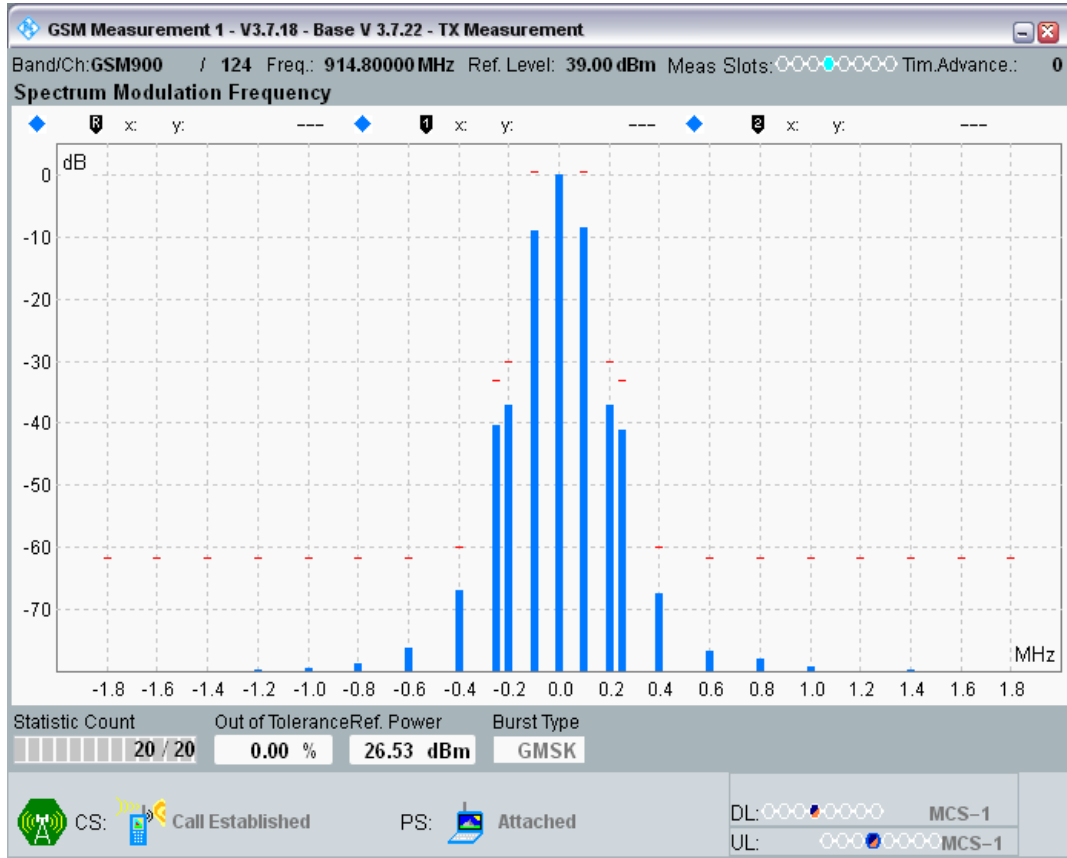 GSM Measurement 1 - V3.7.18 - Base V 3.7.22 - TX Measurement
Band/Ch:GSM900 / 124 Freq.: 914.80000 MHz Ref. Level: 39.00 dBm Meas Slots: Tim.Advance.: 0
Spectrum Modulation Frequency
R x: y: --- 1 x: y: --- 2 x: y: ---
dB
0
-10
-20
-30
-40
-50
-60
-70
MHz
-1.8 -1.6 -1.4 -1.2 -1.0 -0.8 -0.6 -0.4 -0.2 0.0 0.2 0.4 0.6 0.8 1.0 1.2 1.4 1.6 1.8
Statistic Count Out of Tolerance Ref. Power Burst Type
20 / 20 0.00 % 26.53 dBm GMSK
CS: Call Established PS: Attached
DL: MCS-1
UL: MCS-1